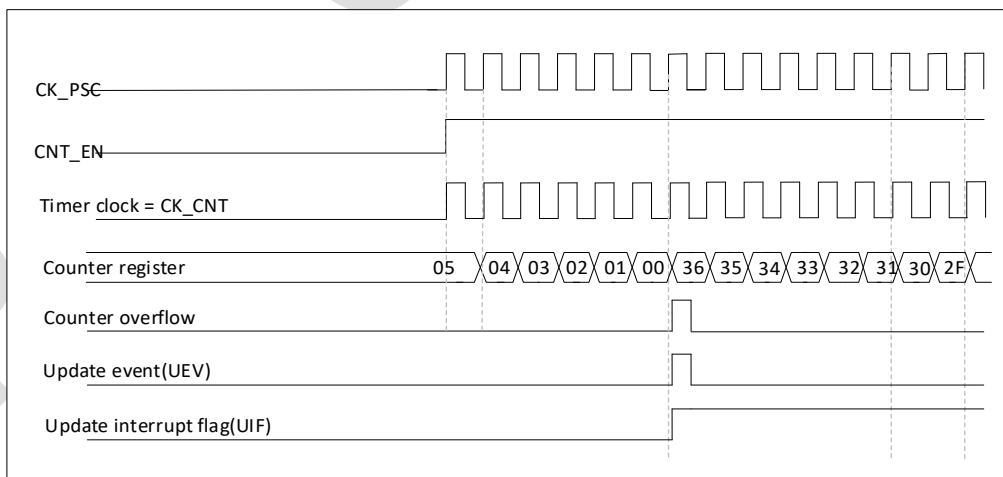 CK_PSC
CNT_EN
Timer clock = CK_CNT
Counter register 05 04 03 02 01 00 36 35 34 33 32 31 30 2F
Counter overflow
Update event(UEV)
Update interrupt flag(UIF)